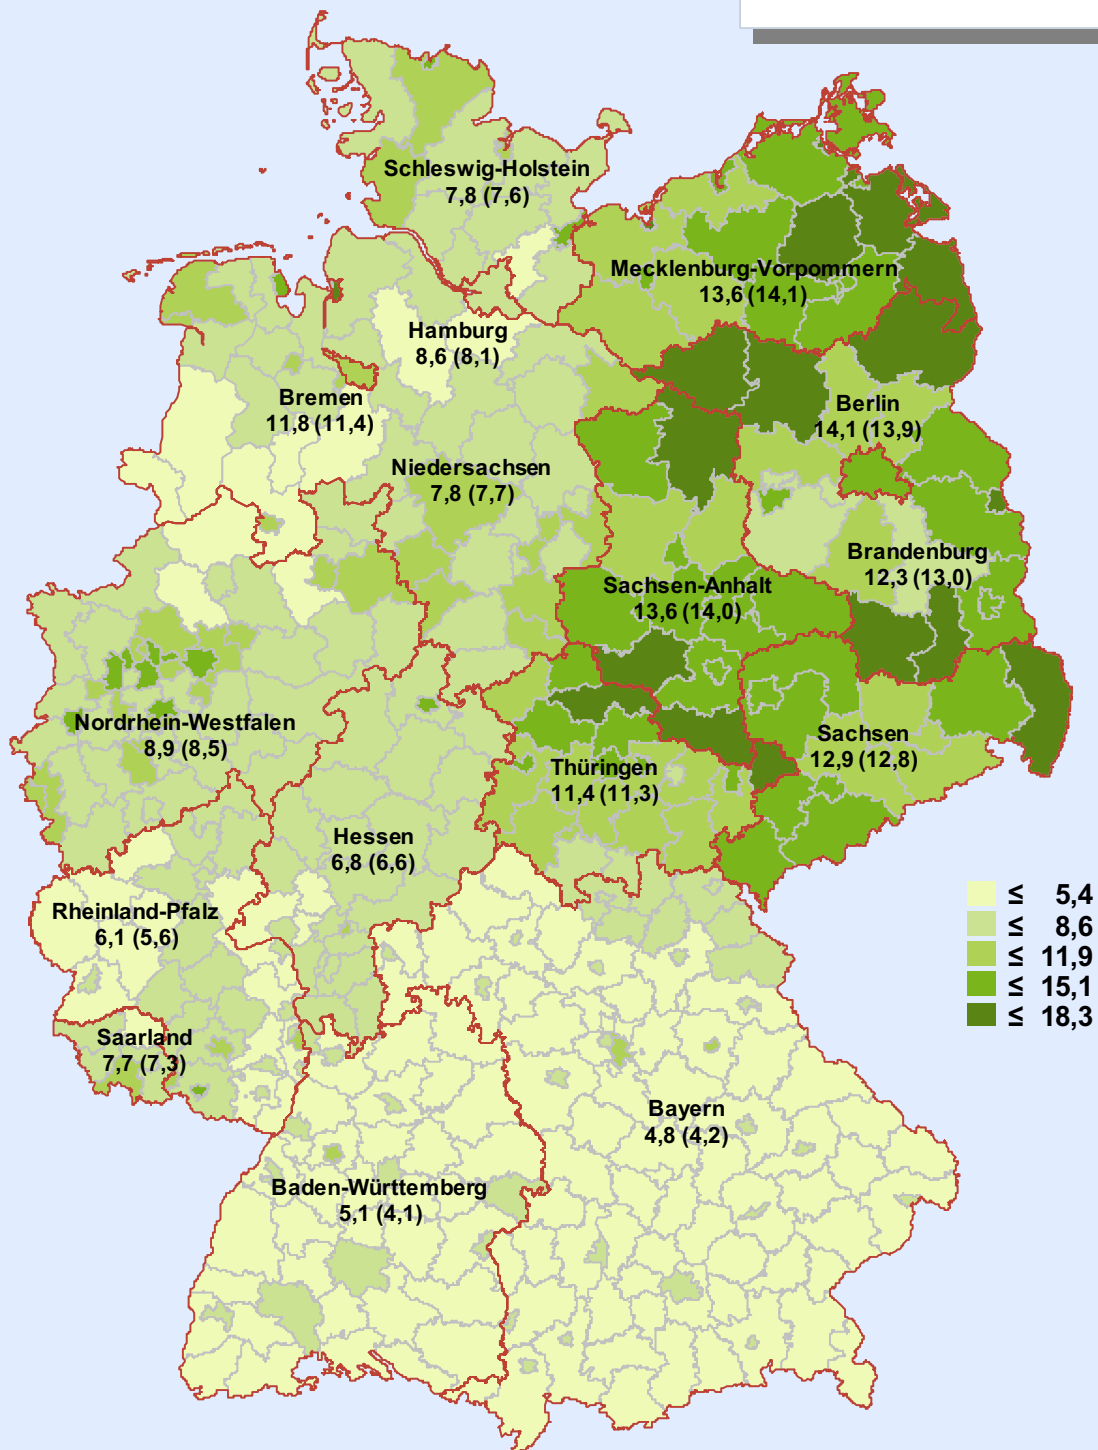 Schleswig-Holstein
7,8 (7,6)
Mecklenburg-Vorpommern
13,6 (14,1)
Hamburg
8,6 (8,1)
Bremen
11,8 (11,4)
Berlin
14,1 (13,9)
Niedersachsen
7,8 (7,7)
Brandenburg
12,3 (13,0)
Sachsen-Anhalt
13,6 (14,0)
Nordrhein-Westfalen
8,9 (8,5)
Sachsen
12,9 (12,8)
Thüringen
11,4 (11,3)
Hessen
6,8 (6,6)
Rheinland-Pfalz
6,1 (5,6)
≤ 5,4
≤ 8,6
≤ 11,9
≤ 15,1
≤ 18,3
Saarland
7,7 (7,3)
Bayern
4,8 (4,2)
Baden-Württemberg
5,1 (4,1)